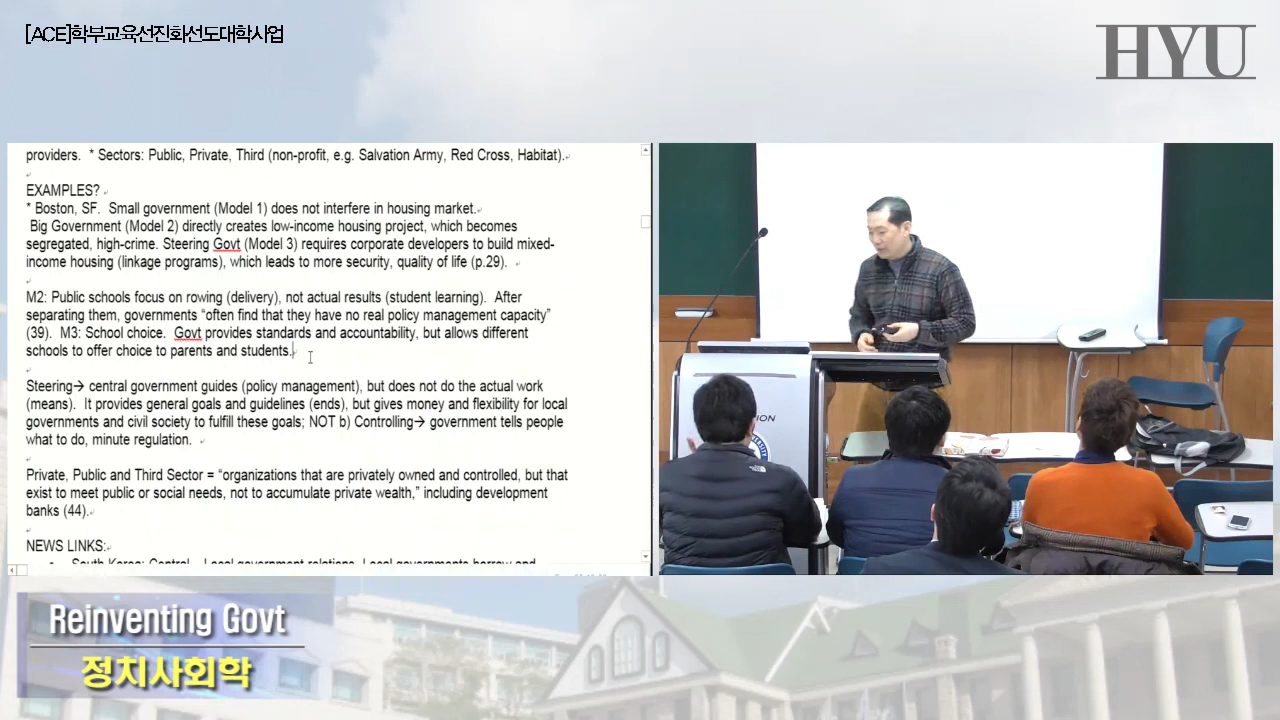 [ACE]학부교육선진화선도대학사업
HYU
providers.  * Sectors: Public, Private, Third (non-profit, e.g. Salvation Army, Red Cross, Habitat).
EXAMPLES?
* Boston, SF.  Small government (Model 1) does not interfere in housing market.
Big Government (Model 2) directly creates low-income housing project, which becomes
segregated, high-crime. Steering Govt (Model 3) requires corporate developers to build mixed-
income housing (linkage programs), which leads to more security, quality of life (p.29).
M2: Public schools focus on rowing (delivery), not actual results (student learning).  After
separating them, governments “often find that they have no real policy management capacity”
(39).  M3: School choice.  Govt provides standards and accountability, but allows different
schools to offer choice to parents and students.
Steering→ central government guides (policy management), but does not do the actual work
(means).  It provides general goals and guidelines (ends), but gives money and flexibility for local
governments and civil society to fulfill these goals; NOT b) Controlling→ government tells people
what to do, minute regulation.
Private, Public and Third Sector = “organizations that are privately owned and controlled, but that
exist to meet public or social needs, not to accumulate private wealth,” including development
banks (44).
NEWS LINKS:
• South Korea: Central – Local government relations. Local governments borrow and
Reinventing Govt
정치사회학